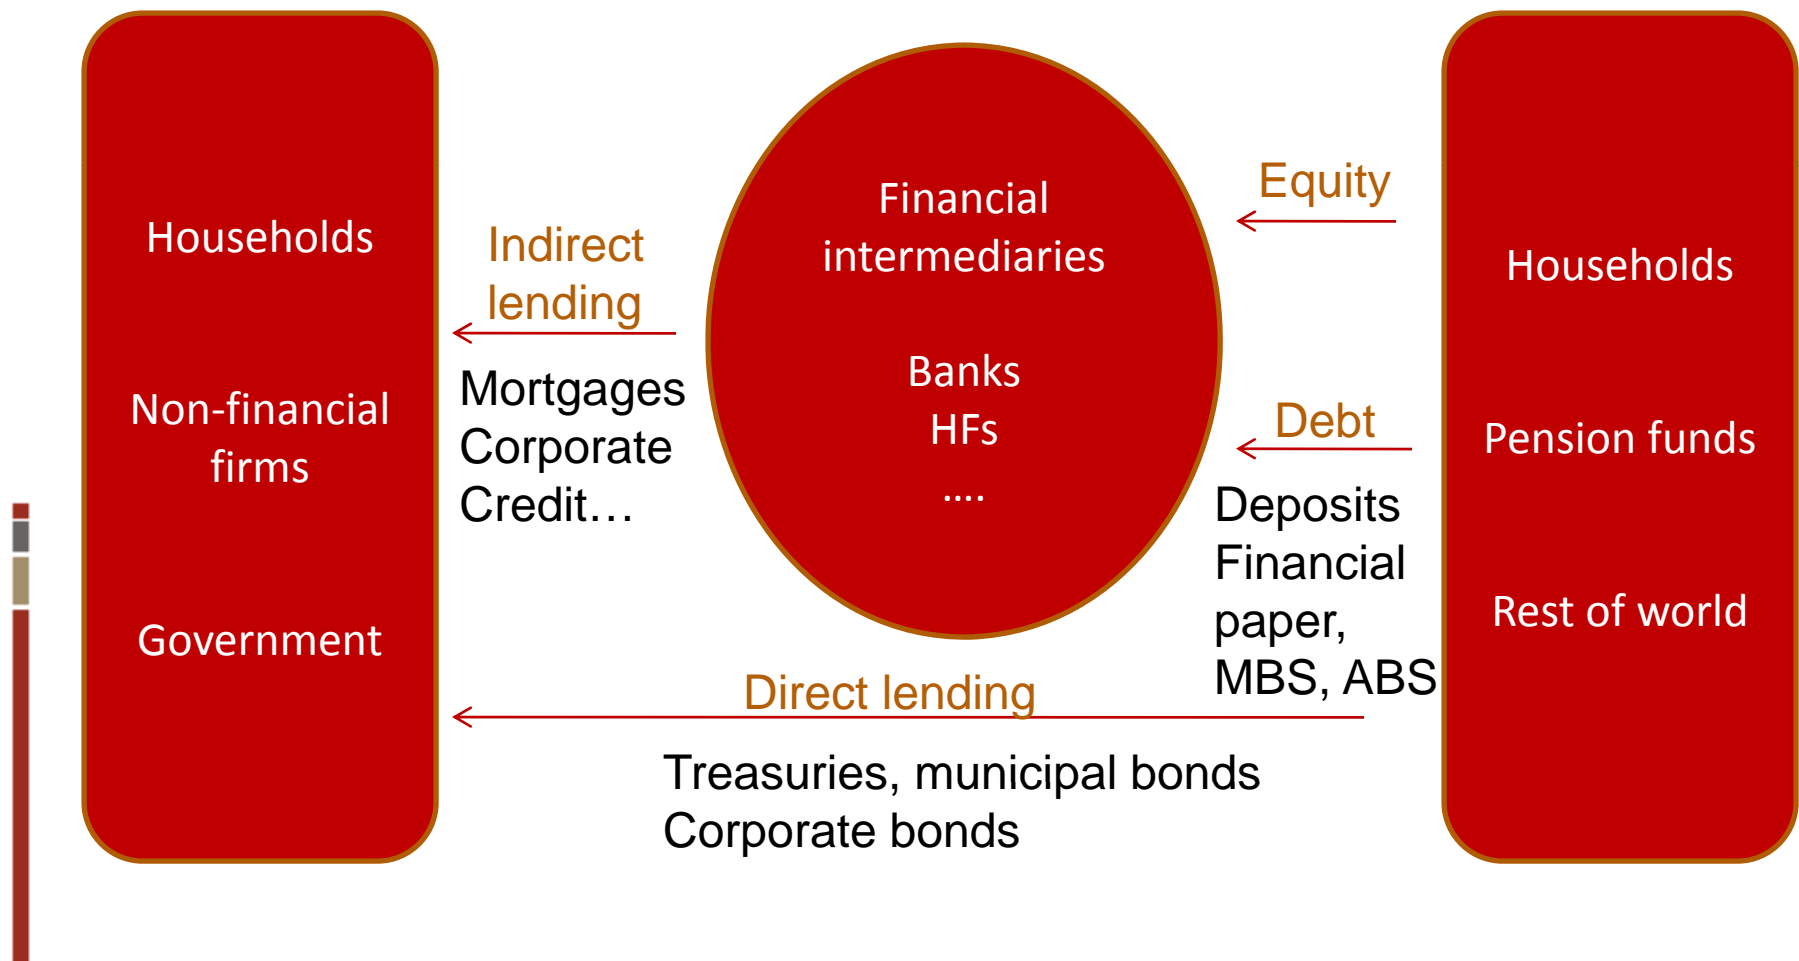 Households
Non-financial
firms
Government
Indirect
lending
Mortgages
Corporate
Credit…
Financial
intermediaries
Banks
HFs
….
Equity
Debt
Deposits
Financial
paper,
MBS, ABS
Households
Pension funds
Rest of world
Direct lending
Treasuries, municipal bonds
Corporate bonds